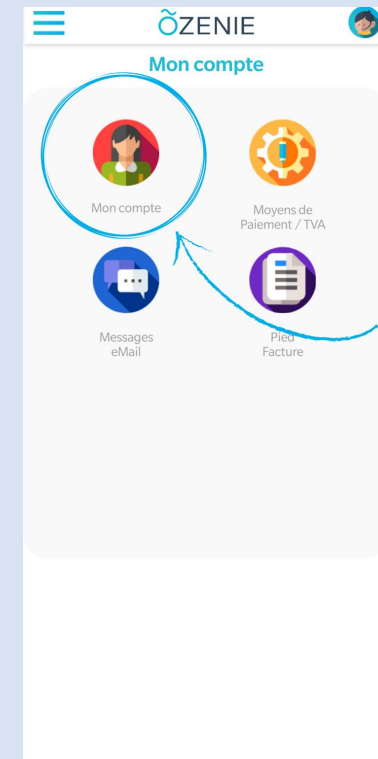 ÕZENIE
Mon compte
Mon compte
Moyens de
Paiement / TVA
Messages
eMail
Pied
Facture